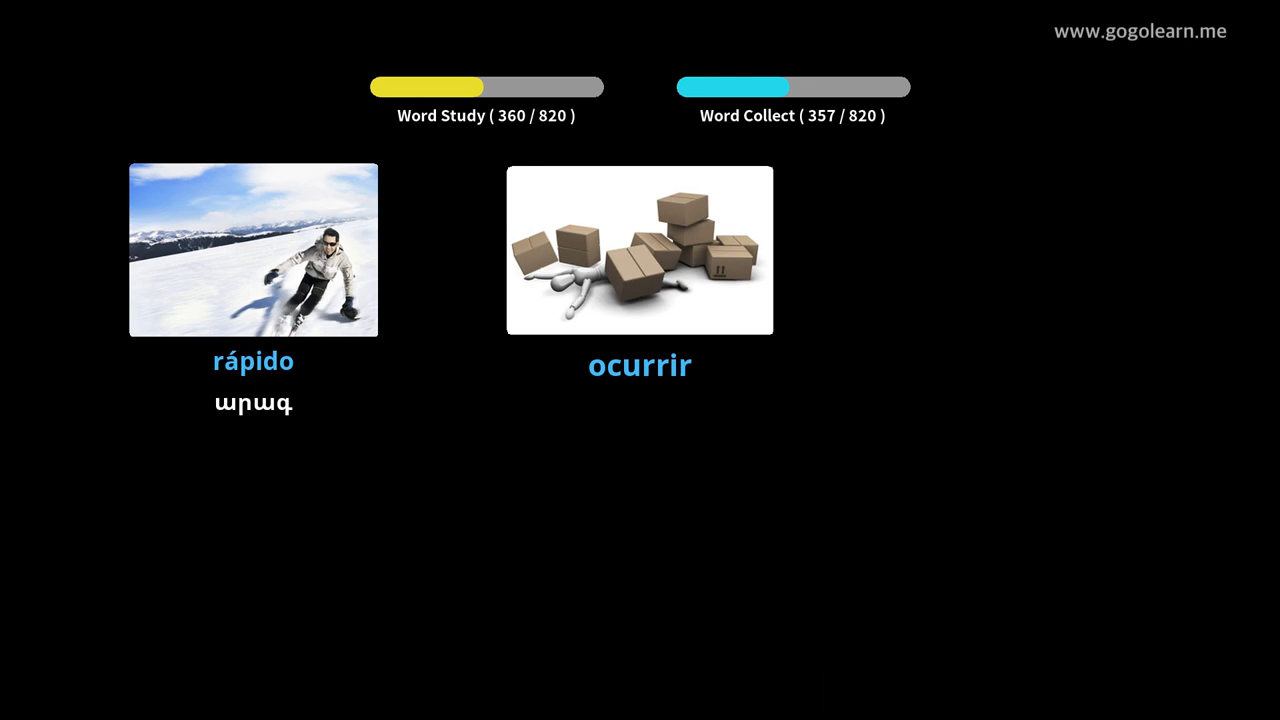 www.gogolearn.me
Word Study ( 360 / 820 )
Word Collect ( 357 / 820 )
rápido
արագ
ocurrir